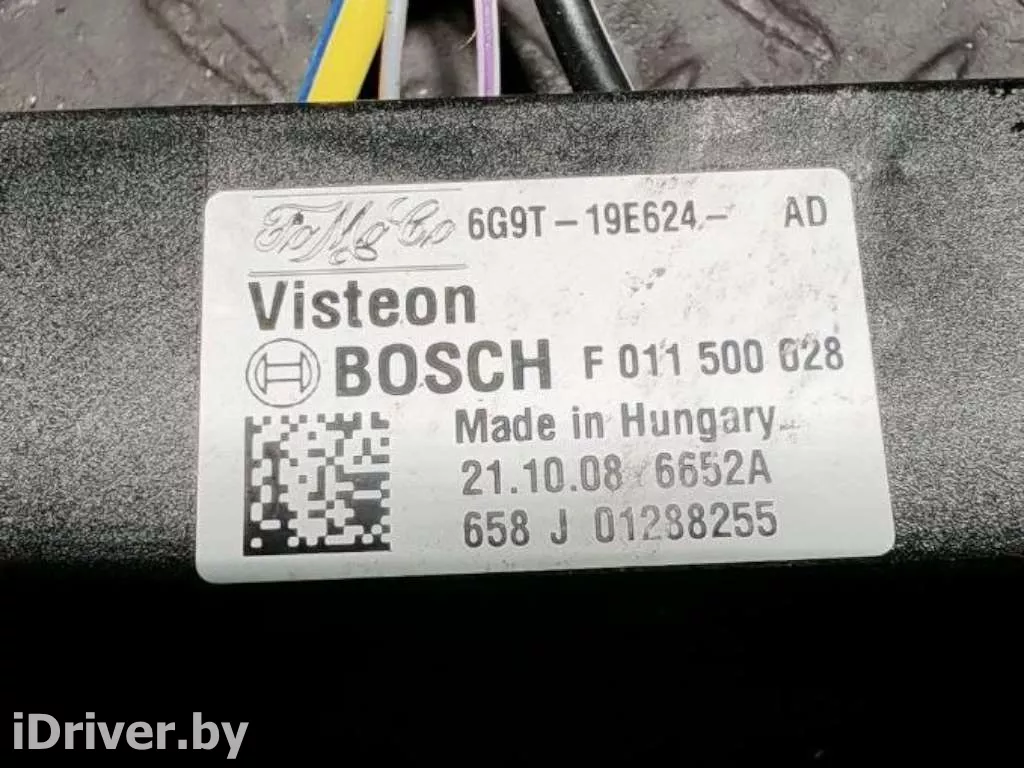 FoMoCo 6G9T-19E624- AD
Visteon
BOSCH F 011 500 028
Made in Hungary
21.10.08 6652A
658 J 01288255
iDriver.by